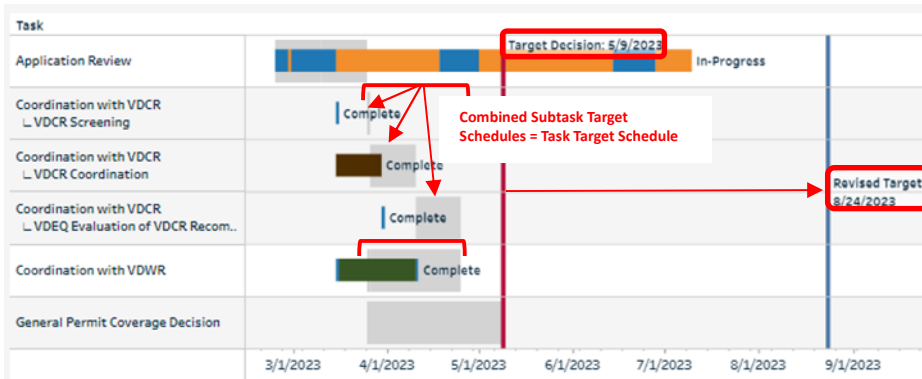 Task
Target Decision: 5/9/2023
Application Review
In-Progress
Coordination with VDCR
∟VDCR Screening
Complete
Combined Subtask Target
Schedules = Task Target Schedule
Coordination with VDCR
∟VDCR Coordination
Complete
Revised Target
8/24/2023
Coordination with VDCR
∟VDEQ Evaluation of VDCR Recom..
Complete
Coordination with VDWR
Complete
General Permit Coverage Decision
3/1/2023 4/1/2023 5/1/2023 6/1/2023 7/1/2023 8/1/2023 9/1/2023